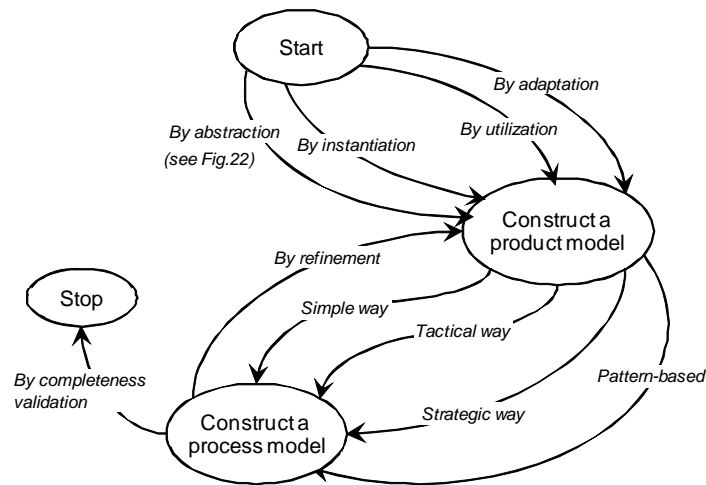 Start
By adaptation
By abstraction
(see Fig.22)
By utilization
By instantiation
Construct a
product model
By refinement
Stop
Simple way
Tactical way
By completeness
validation
Pattern-based
Strategic way
Construct a
process model